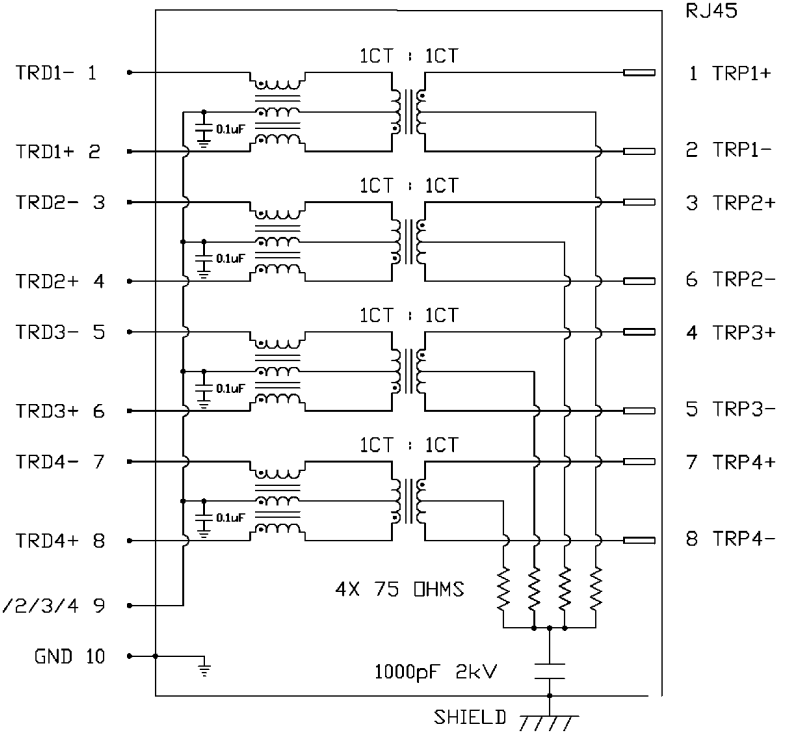 RJ45
1CT : 1CT
TRD1- 1
1 TRP1+
0.1uF
TRD1+ 2
2 TRP1-
1CT : 1CT
TRD2- 3
3 TRP2+
0.1uF
TRD2+ 4
6 TRP2-
1CT : 1CT
TRD3- 5
4 TRP3+
0.1uF
TRD3+ 6
5 TRP3-
1CT : 1CT
TRD4- 7
7 TRP4+
0.1uF
TRD4+ 8
8 TRP4-
4X 75 OHMS
/2/3/4 9
GND 10
1000pF 2kV
SHIELD